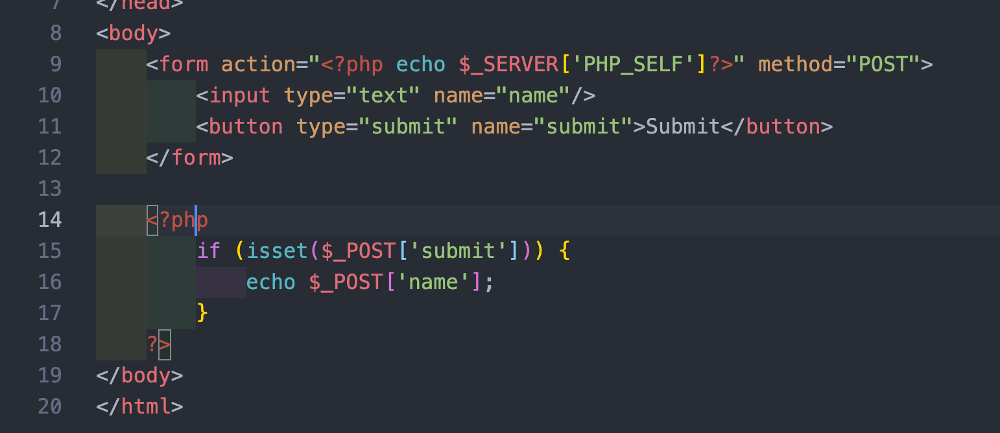 7 </head>
8 <body>
9 <form action="<?php echo $_SERVER['PHP_SELF']?>" method="POST">
10 <input type="text" name="name"/>
11 <button type="submit" name="submit">Submit</button>
12 </form>
13
14 <?php
15 if (isset($_POST['submit'])) {
16 echo $_POST['name'];
17 }
18 ?>
19 </body>
20 </html>